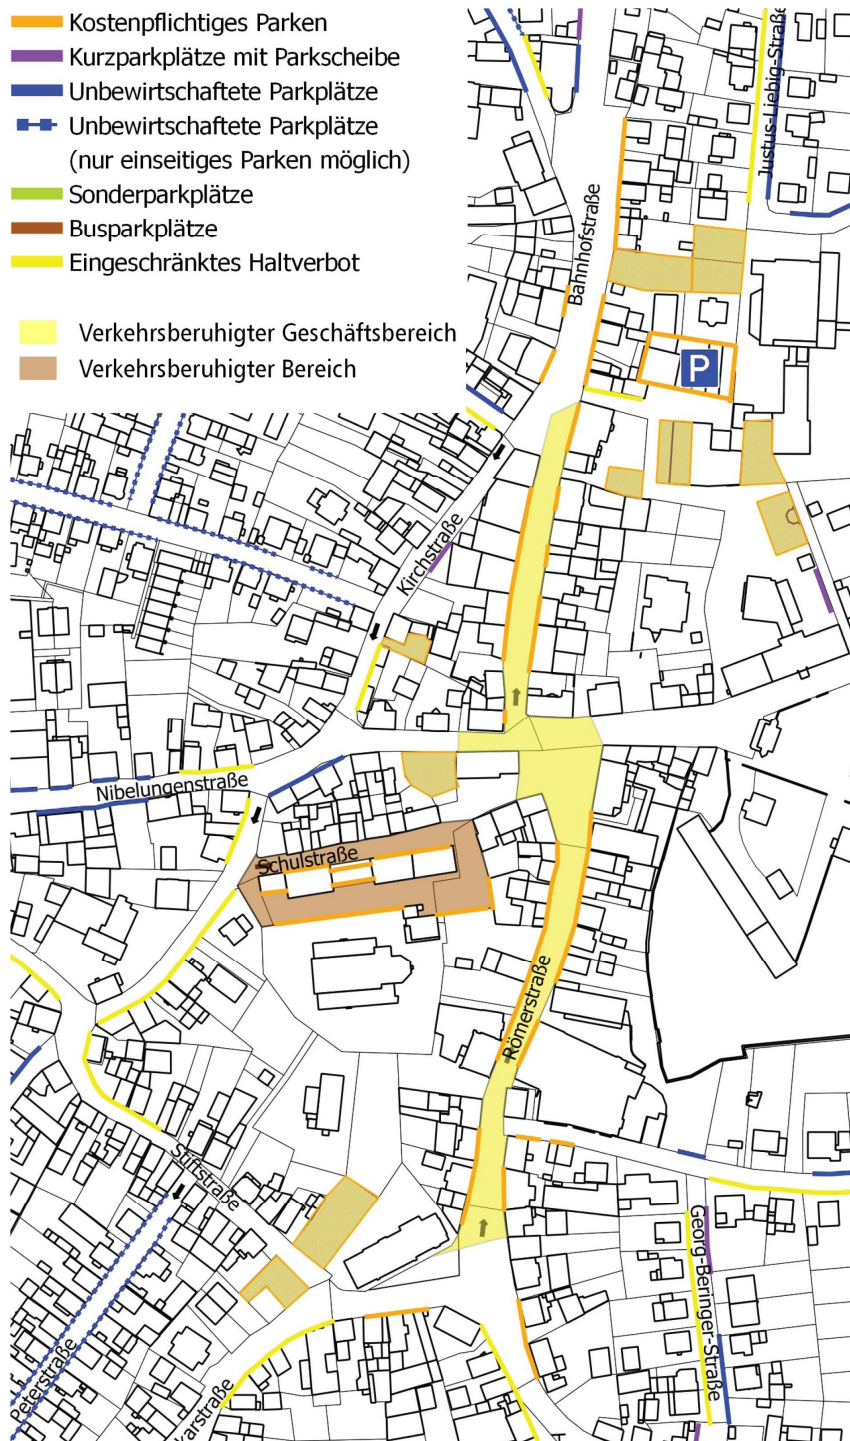 Kostenpflichtiges Parken
Kurzparkplätze mit Parkscheibe
Unbewirtschaftete Parkplätze
Unbewirtschaftete Parkplätze
(nur einseitiges Parken möglich)
Sonderparkplätze
Busparkplätze
Eingeschränktes Haltverbot
Verkehrsberuhigter Geschäftsbereich
Verkehrsberuhigter Bereich
Justus-Liebig-Straße
Bahnhofstraße
P
Kirchstraße
Nibelungenstraße
Schulstraße
Römerstraße
Stiftstraße
Georg-Beringer-Straße
Peterstraße
karstraße